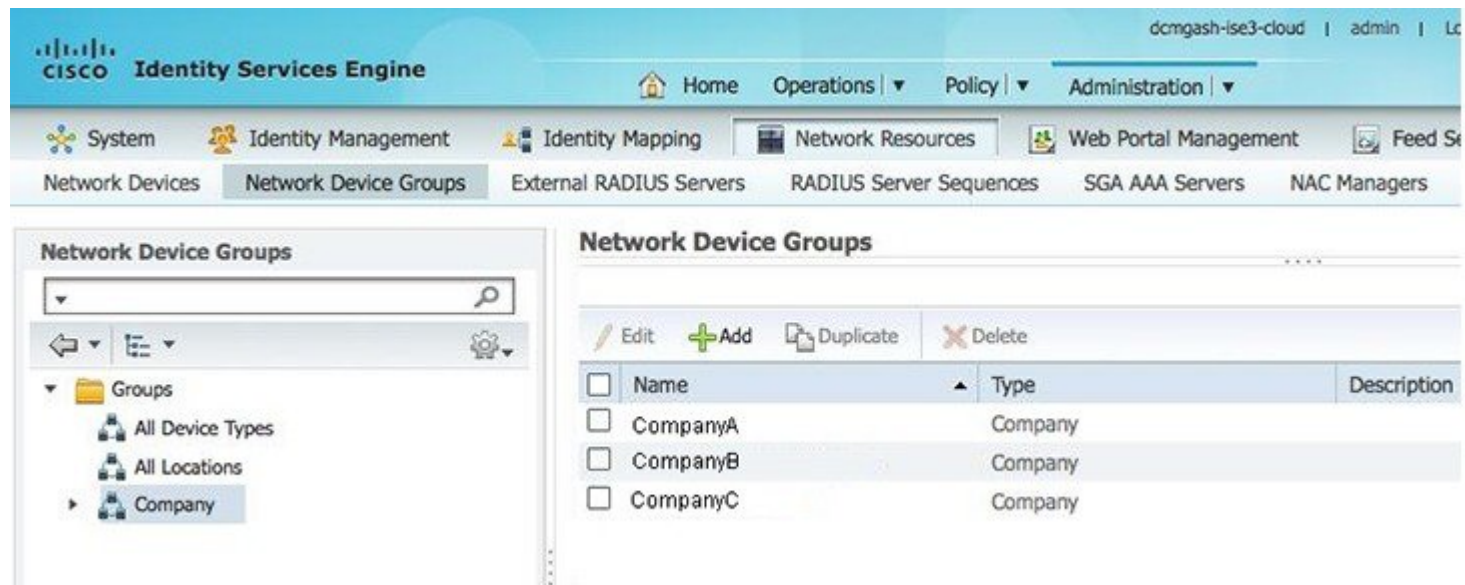 dcmgash-ise3-cloud | admin |
CISCO Identity Services Engine
Home Operations Policy Administration
System Identity Management Identity Mapping Network Resources Web Portal Management Feed
Network Devices Network Device Groups External RADIUS Servers RADIUS Server Sequences SGA AAA Servers NAC Managers
Network Device Groups
Groups
All Device Types
All Locations
Company
Network Device Groups
Edit Add Duplicate Delete
Name Type Description
CompanyA Company
CompanyB Company
CompanyC Company